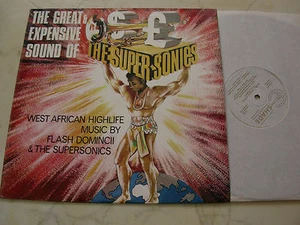 THE GREAT &
EXPENSIVE
SOUND OF
$ £
THE SUPER SONICS
WEST AFRICAN HIGHLIFE
MUSIC BY
FLASH DOMINCII
& THE SUPERSONICS